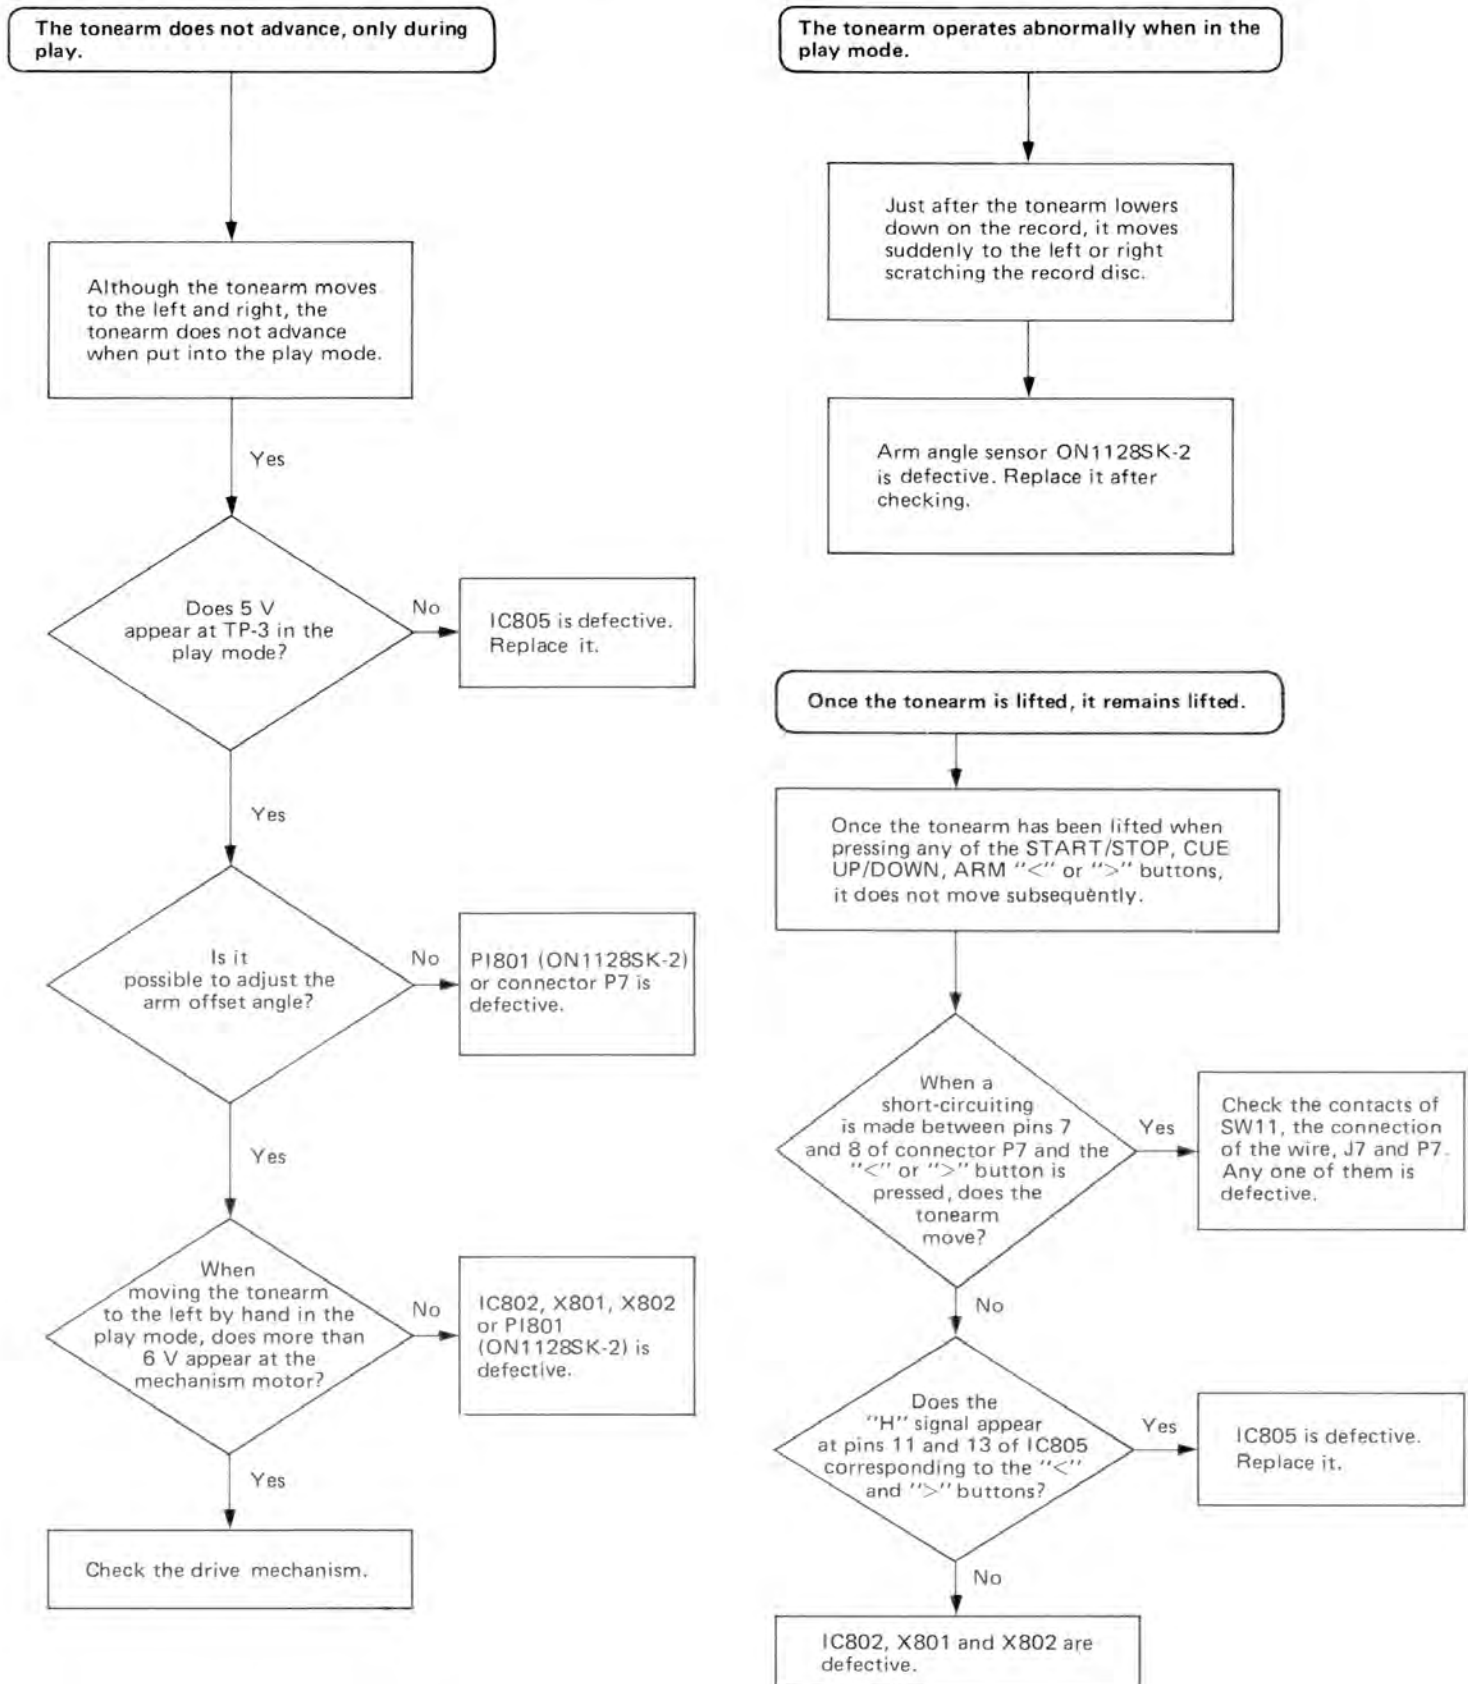 The tonearm does not advance, only during
play.
Although the tonearm moves
to the left and right, the
tonearm does not advance
when put into the play mode.
Yes
Does 5 V
appear at TP-3 in the
play mode?
No
IC805 is defective.
Replace it.
Yes
Is it
possible to adjust the
arm offset angle?
No
PI801 (ON1128SK-2)
or connector P7 is
defective.
Yes
When
moving the tonearm
to the left by hand in the
play mode, does more than
6 V appear at the
mechanism motor?
No
IC802, X801, X802
or PI801
(ON1128SK-2) is
defective.
Yes
Check the drive mechanism.
The tonearm operates abnormally when in the
play mode.
Just after the tonearm lowers
down on the record, it moves
suddenly to the left or right
scratching the record disc.
Arm angle sensor ON1128SK-2
is defective. Replace it after
checking.
Once the tonearm is lifted, it remains lifted.
Once the tonearm has been lifted when
pressing any of the START/STOP, CUE
UP/DOWN, ARM "<" or ">" buttons,
it does not move subsequently.
When a
short-circuiting
is made between pins 7
and 8 of connector P7 and the
"<" or ">" button is
pressed, does the
tonearm
move?
Yes
Check the contacts of
SW11, the connection
of the wire, J7 and P7.
Any one of them is
defective.
No
Does the
"H" signal appear
at pins 11 and 13 of IC805
corresponding to the "<"
and ">" buttons?
Yes
IC805 is defective.
Replace it.
No
IC802, X801 and X802 are
defective.